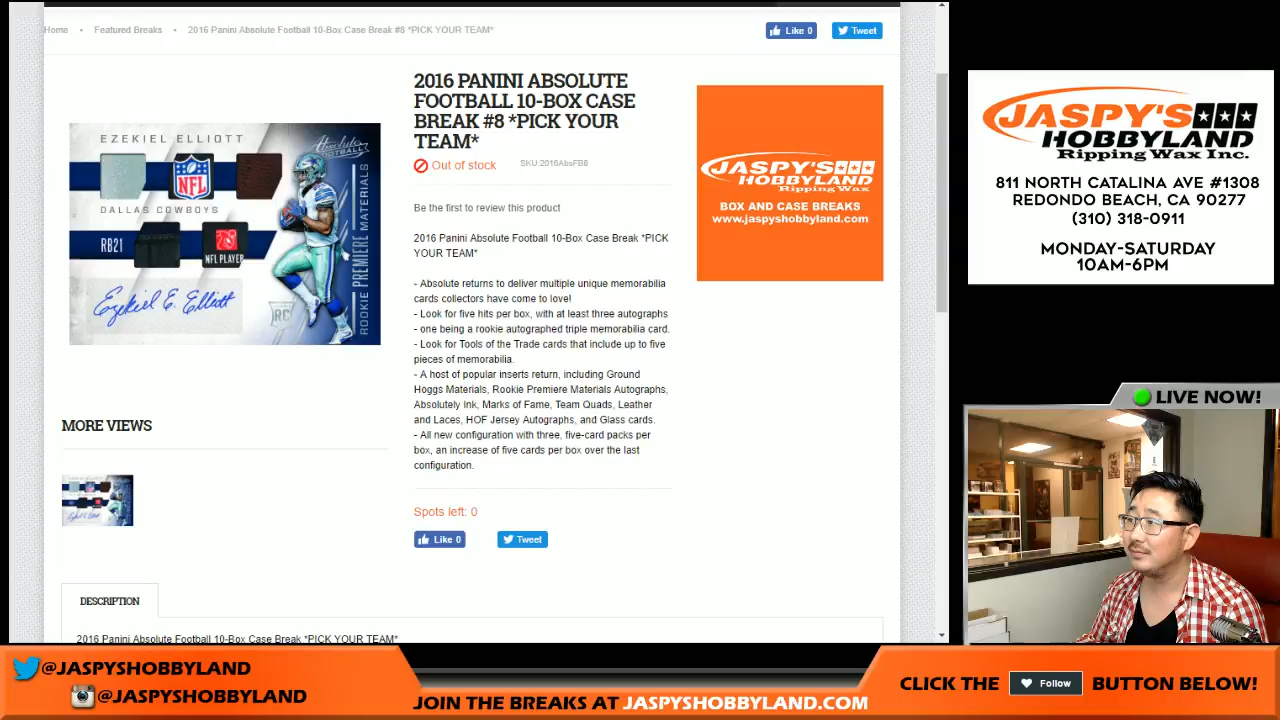 Home • Featured Breaks • 2016 Panini Absolute Football 10-Box Case Break #8 *PICK YOUR TEAM*
Like 0
Tweet
2016 PANINI ABSOLUTE
FOOTBALL 10-BOX CASE
BREAK #8 *PICK YOUR
TEAM*
Out of stock
SKU:2016AbsFB8
Be the first to review this product
2016 Panini Absolute Football 10-Box Case Break *PICK
YOUR TEAM*
- Absolute returns to deliver multiple unique memorabilia
cards collectors have come to love!
- Look for five hits per box, with at least three autographs
- one being a rookie autographed triple memorabilia card.
- Look for Tools of the Trade cards that include up to five
pieces of memorabilia.
- A host of popular inserts return, including Ground
Hoggs Materials, Rookie Premiere Materials Autographs,
Absolutely Ink, Marks of Fame, Team Quads, Leather
and Laces, HOF Jersey Autographs, and Glass cards.
- All new configuration with three, five-card packs per
box, an increase of five cards per box over the last
configuration.
Spots left: 0
Like 0
Tweet
EZEKIEL ELLIOTT
Absolute
FOOTBALL
NFL
DALLAS COWBOYS
RB21
NFL PLAYER
Ezekiel E. Elliott
RC
ROOKIE PREMIERE MATERIALS
MORE VIEWS
DESCRIPTION
2016 Panini Absolute Football 10-Box Case Break *PICK YOUR TEAM*
JASPY'S
HOBBYLAND
Ripping Wax
BOX AND CASE BREAKS
www.jaspyshobbyland.com
JASPY'S
HOBBYLAND
Ripping Wax Inc.
811 NORTH CATALINA AVE #1308
REDONDO BEACH, CA 90277
(310) 318-0911
MONDAY-SATURDAY
10AM-6PM
LIVE NOW!
@JASPYSHOBBYLAND
@JASPYSHOBBYLAND
JOIN THE BREAKS AT JASPYSHOBBYLAND.COM
CLICK THE Follow BUTTON BELOW!